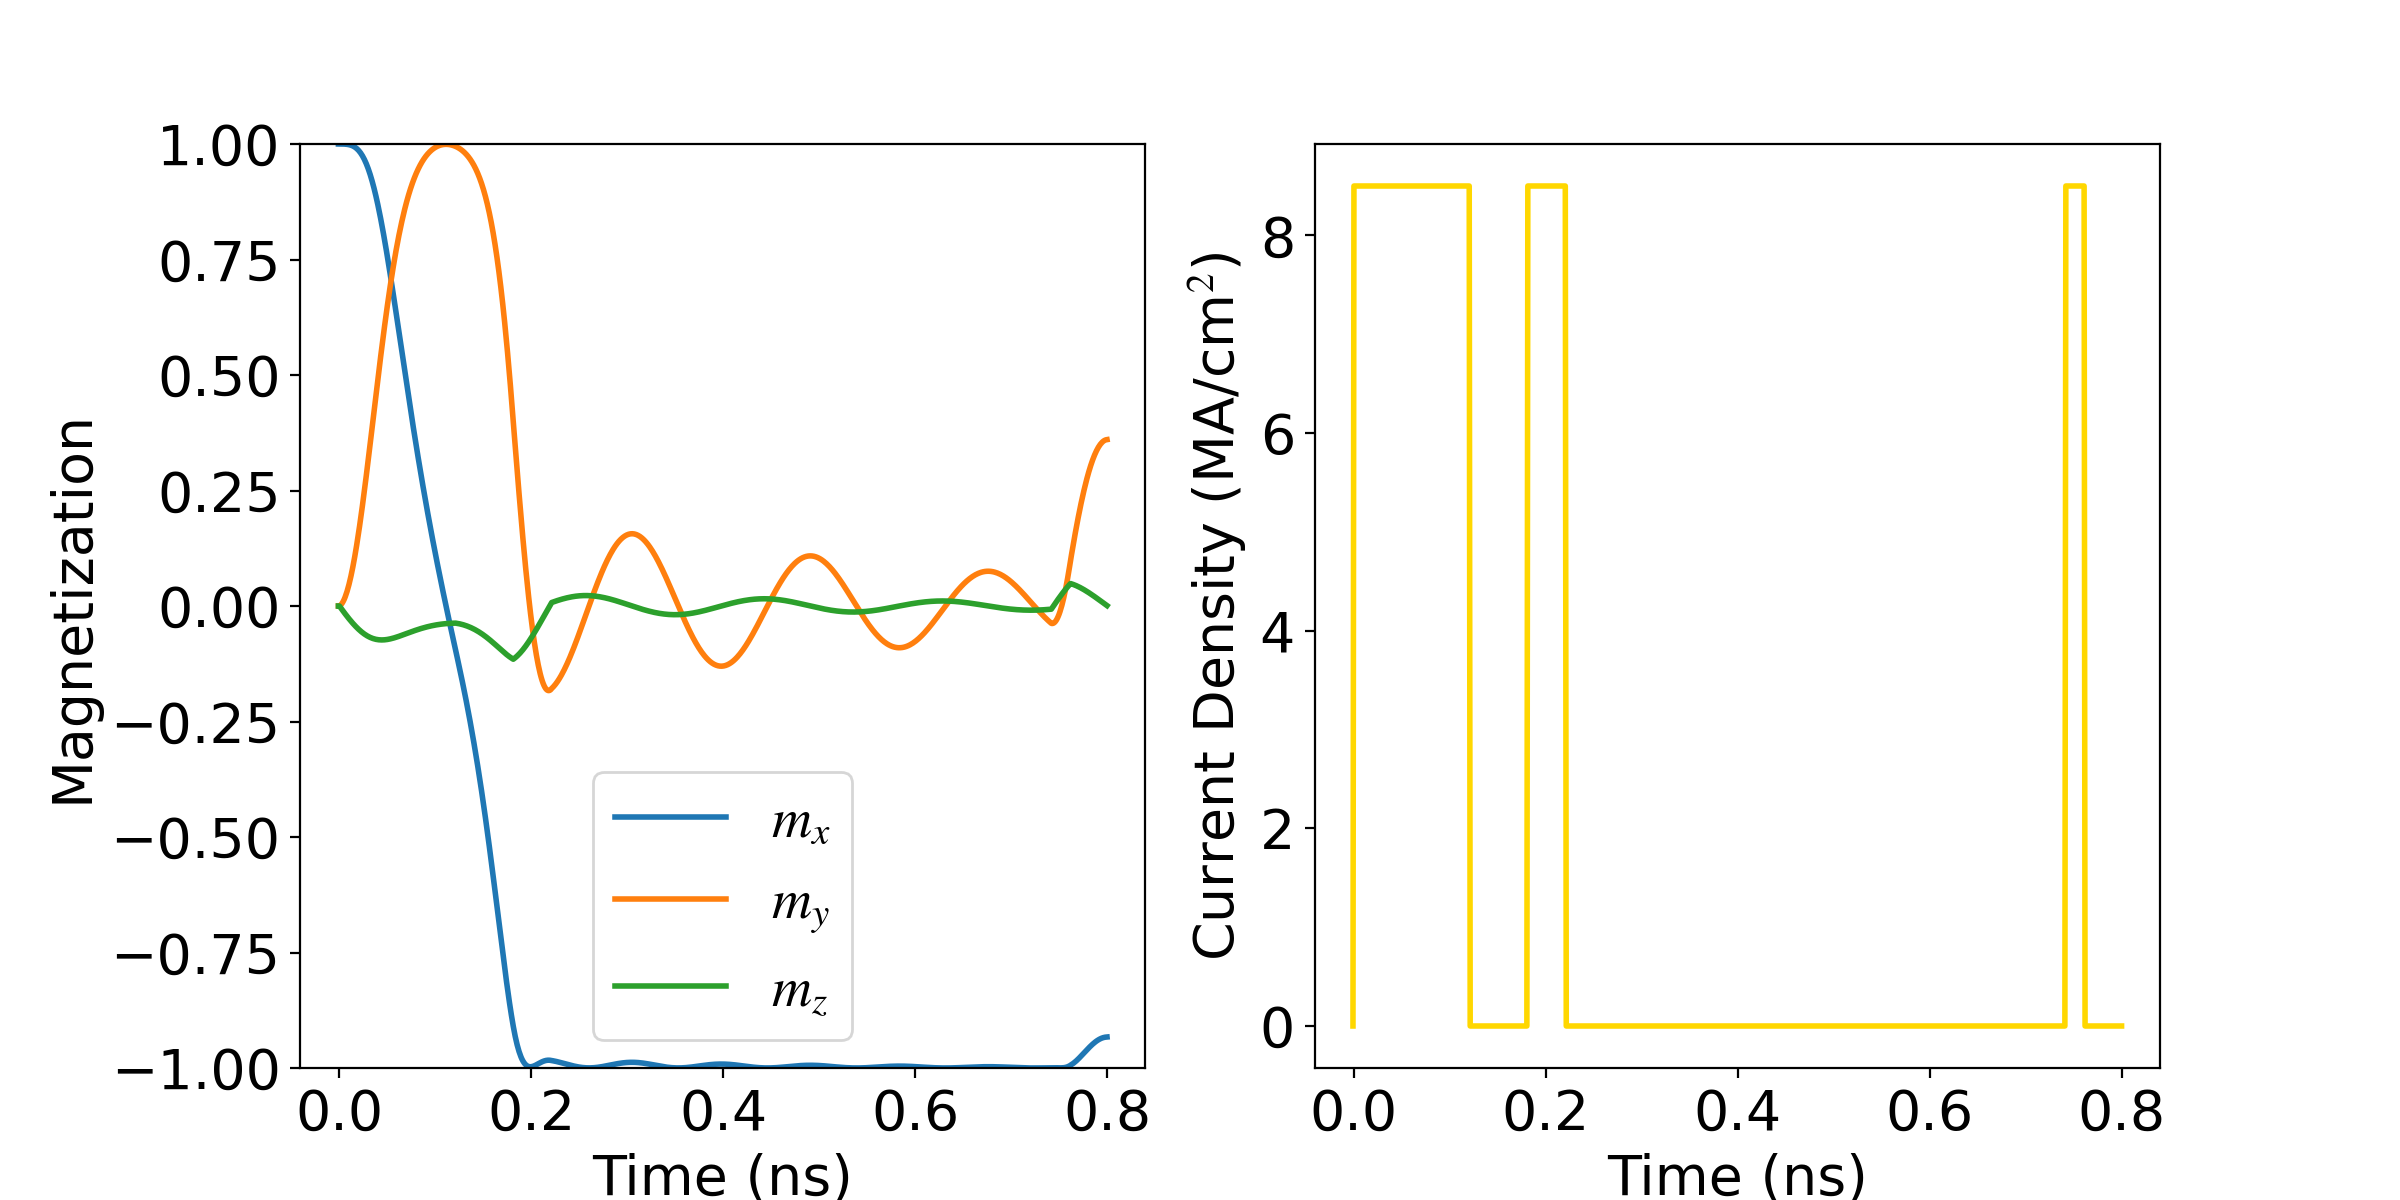 Magnetization
1.00
0.75
0.50
0.25
0.00
−0.25
−0.50
−0.75
−1.00
0.0 0.2 0.4 0.6 0.8
Time (ns)
m_x
m_y
m_z
Current Density (MA/cm²)
8
6
4
2
0
0.0 0.2 0.4 0.6 0.8
Time (ns)